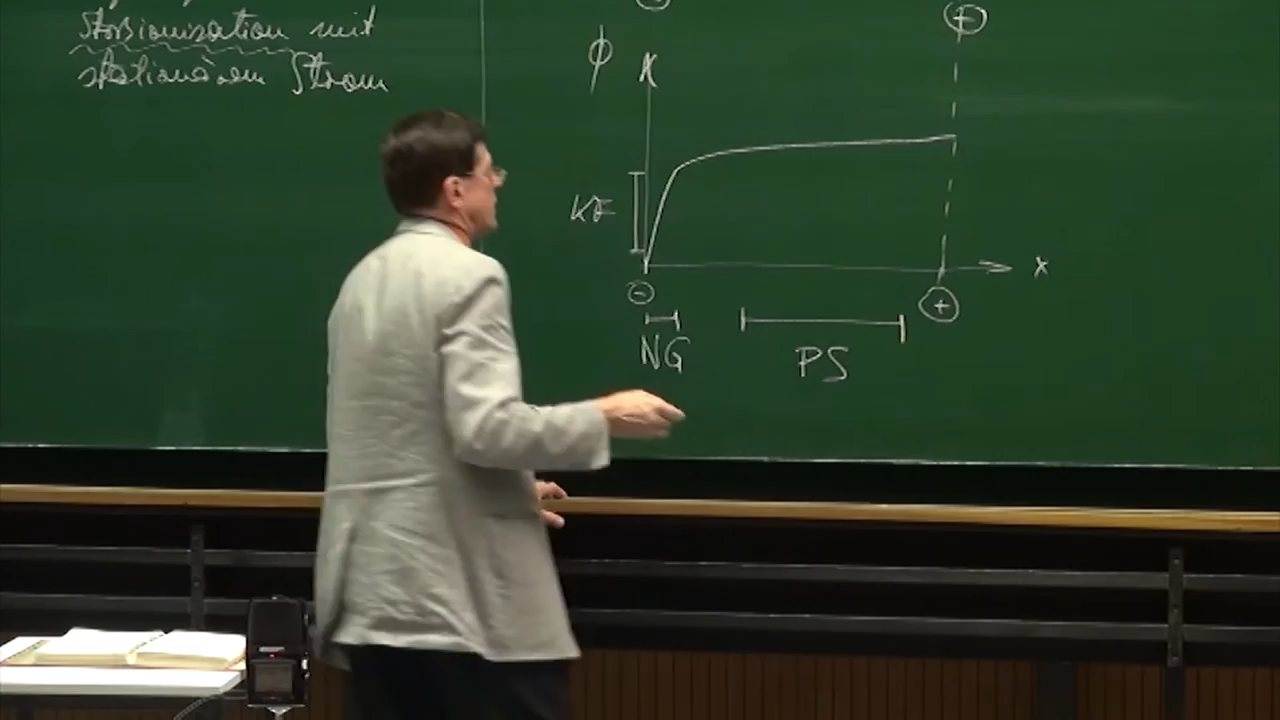 Stoßionisation mit
stationärem Strom
ϕ
KF
x
⊖
⊕
NG
PS